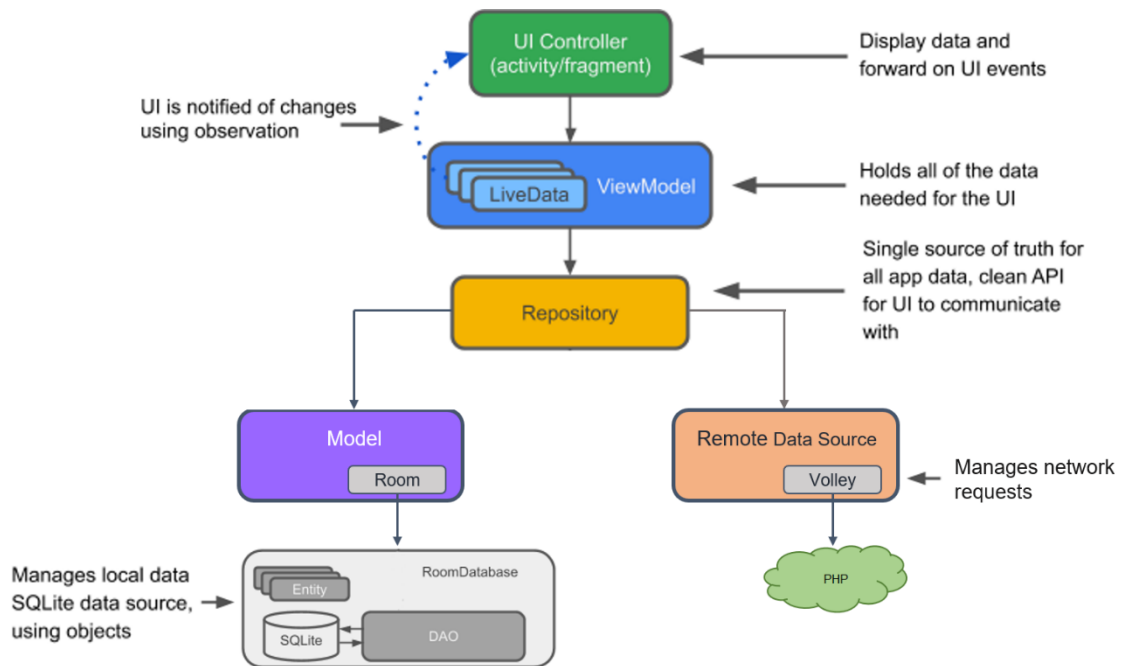 UI Controller
(activity/fragment)
Display data and
forward on UI events
UI is notified of changes
using observation
LiveData
ViewModel
Holds all of the data
needed for the UI
Repository
Single source of truth for
all app data, clean API
for UI to communicate
with
Model
Room
Remote Data Source
Volley
Manages network
requests
Manages local data
SQLite data source,
using objects
RoomDatabase
Entity
SQLite
DAO
PHP